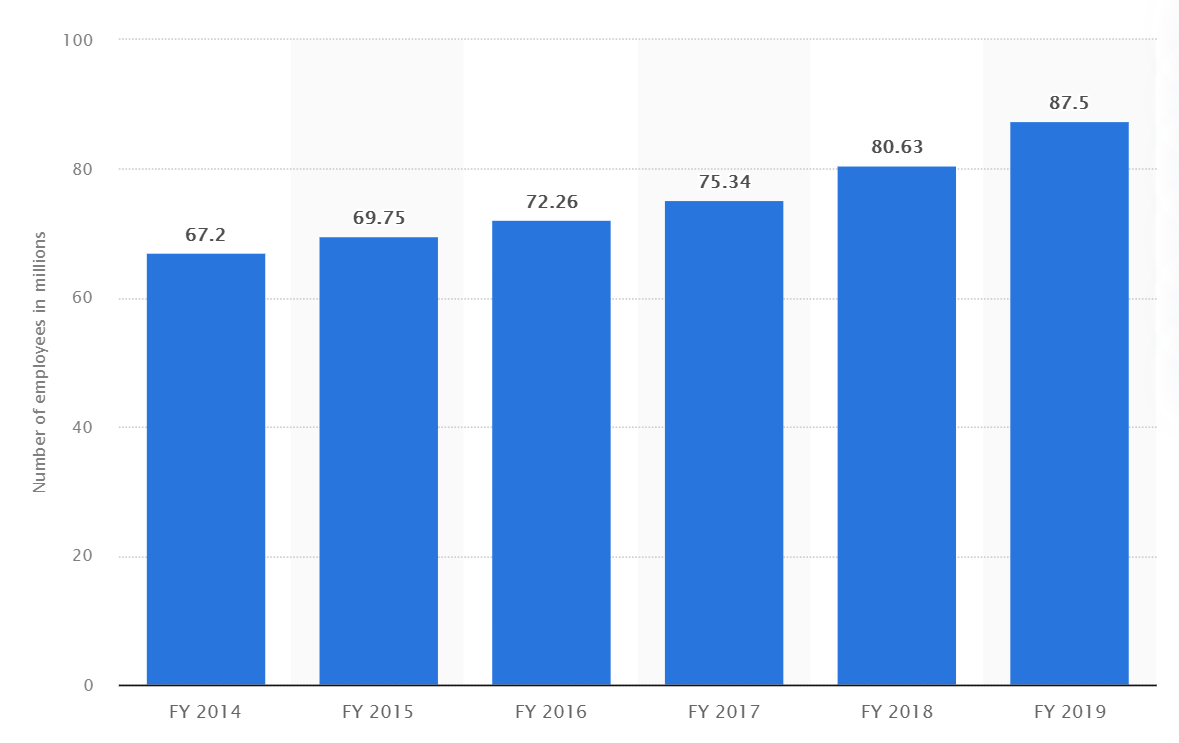 Number of employees in millions
100
80
60
40
20
0
67.2
69.75
72.26
75.34
80.63
87.5
FY 2014
FY 2015
FY 2016
FY 2017
FY 2018
FY 2019